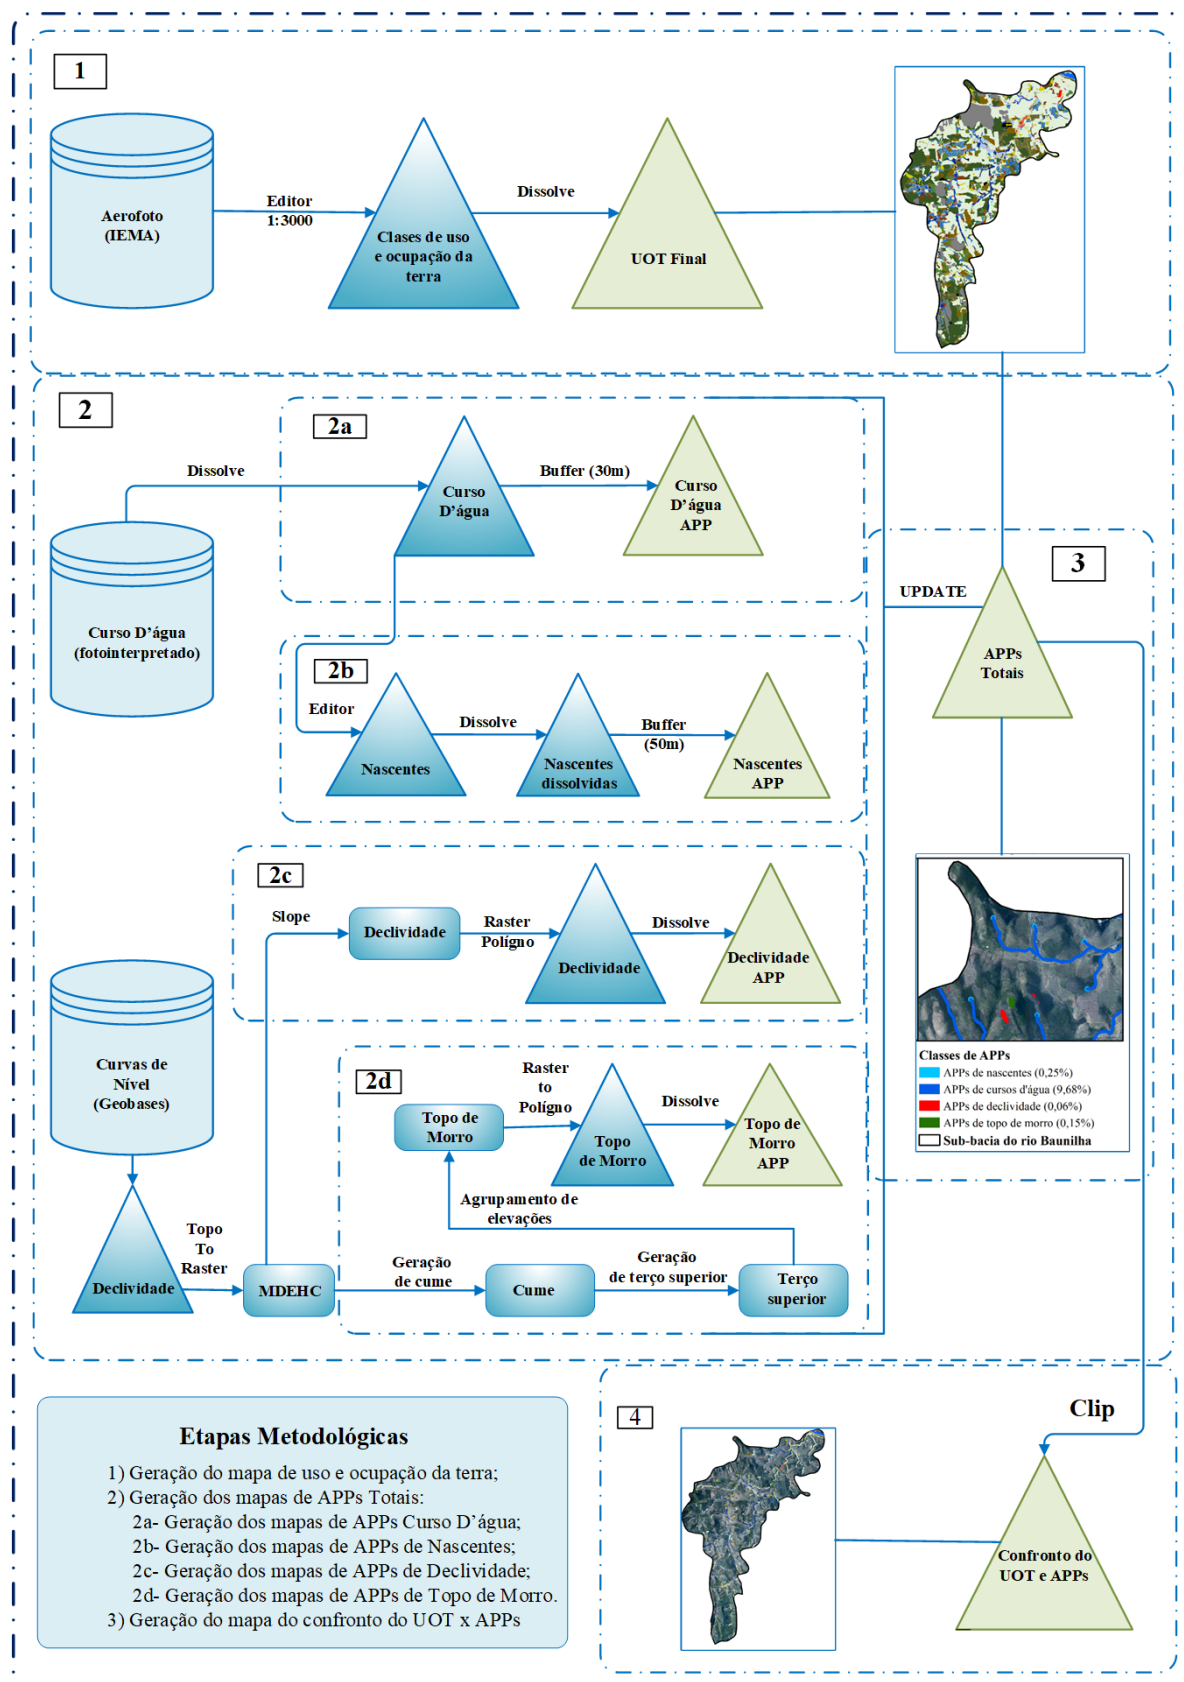 1
Aerofoto
(IEMA)
Editor
1:3000
Clases de uso
e ocupação da
terra
Dissolve
UOT Final
2
Dissolve
Curso D'água
(fotointerpretado)
2a
Curso
D'água
Buffer (30m)
Curso
D'água
APP
2b
Editor
Nascentes
Dissolve
Nascentes
dissolvidas
Buffer
(50m)
Nascentes
APP
2c
Slope
Declividade
Raster
Polígno
Declividade
Dissolve
Declividade
APP
Curvas de
Nível
(Geobases)
Declividade
Topo
To
Raster
MDEHC
2d
Topo de
Morro
Raster
to
Polígno
Topo
de Morro
Dissolve
Topo de
Morro
APP
Agrupamento de
elevações
Geração
de cume
Cume
Geração
de terço superior
Terço
superior
3
UPDATE
APPs
Totais
Classes de APPs
APPs de nascentes (0,25%)
APPs de cursos d'água (9,68%)
APPs de declividade (0,06%)
APPs de topo de morro (0,15%)
Sub-bacia do rio Baunilha
Etapas Metodológicas
1) Geração do mapa de uso e ocupação da terra;
2) Geração dos mapas de APPs Totais:
2a- Geração dos mapas de APPs Curso D'água;
2b- Geração dos mapas de APPs de Nascentes;
2c- Geração dos mapas de APPs de Declividade;
2d- Geração dos mapas de APPs de Topo de Morro.
3) Geração do mapa do confronto do UOT x APPs
4
Clip
Confronto do
UOT e APPs